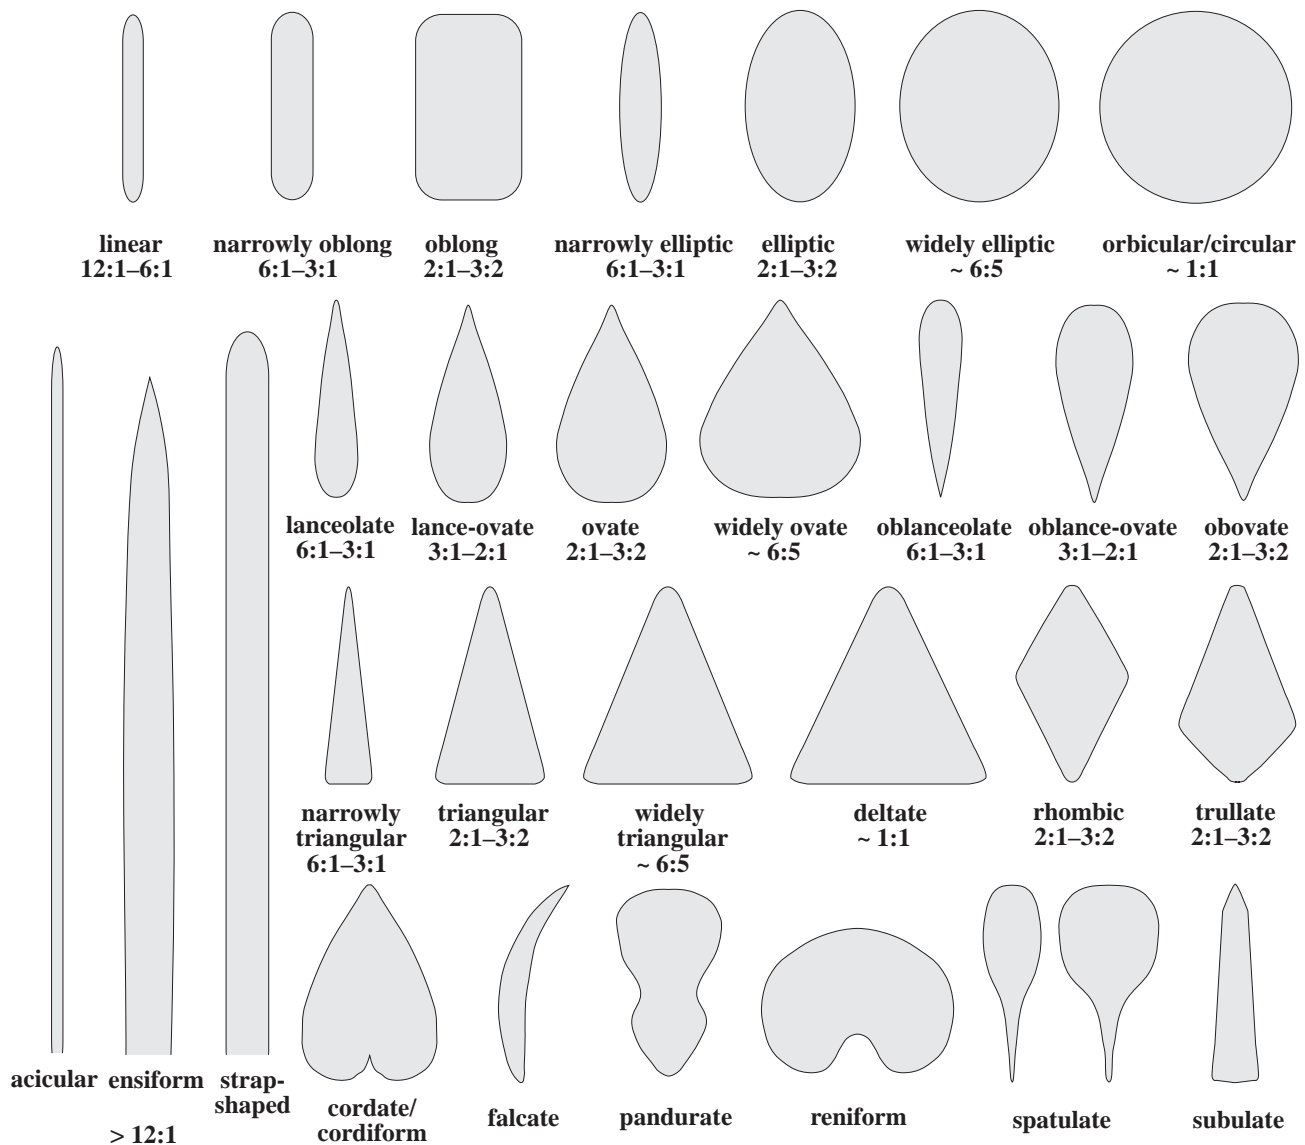 linear narrowly oblong oblong narrowly elliptic elliptic widely elliptic orbicular/circular
12:1–6:1 6:1–3:1 2:1–3:2 6:1–3:1 2:1–3:2 ~ 6:5 ~ 1:1
lanceolate lance-ovate ovate widely ovate oblanceolate oblance-ovate obovate
6:1–3:1 3:1–2:1 2:1–3:2 ~ 6:5 6:1–3:1 3:1–2:1 2:1–3:2
narrowly triangular widely deltate rhombic trullate
triangular 2:1–3:2 triangular ~ 1:1 2:1–3:2 2:1–3:2
6:1–3:1 ~ 6:5
acicular ensiform strap-
shaped
> 12:1
cordate/ falcate pandurate reniform spatulate subulate
cordiform